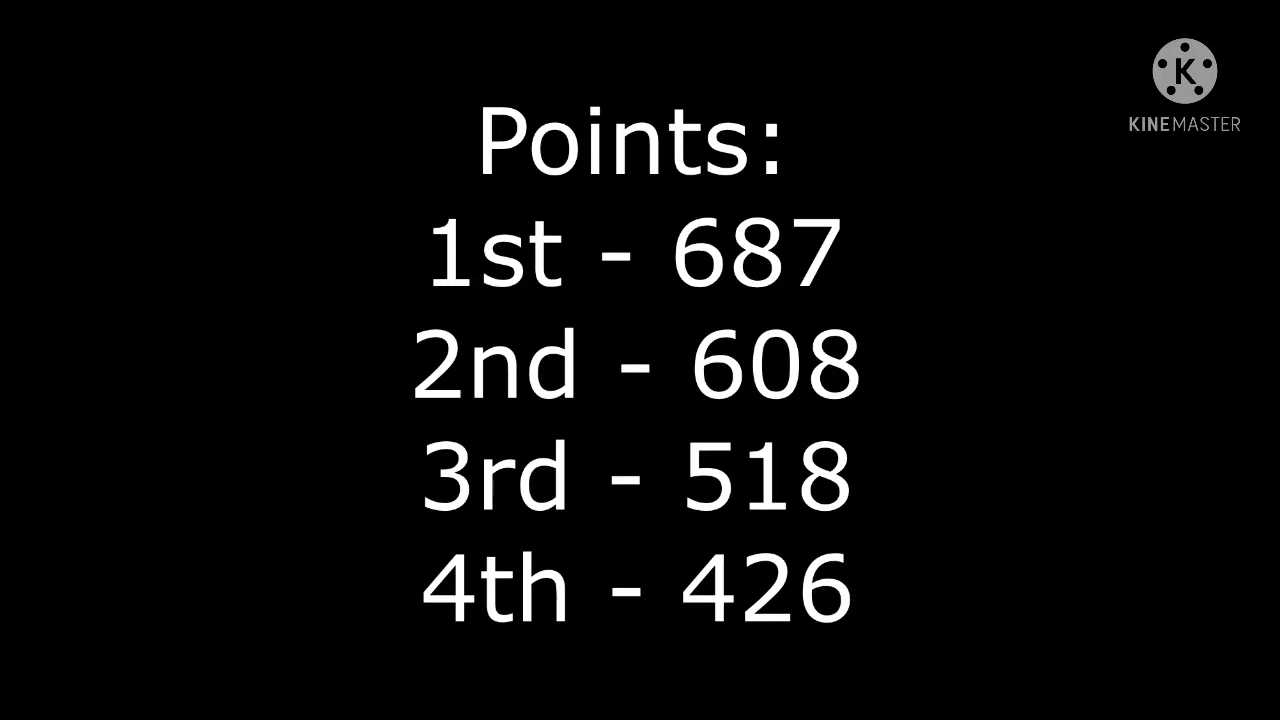 Points:
1st - 687
2nd - 608
3rd - 518
4th - 426
K
KINEMASTER